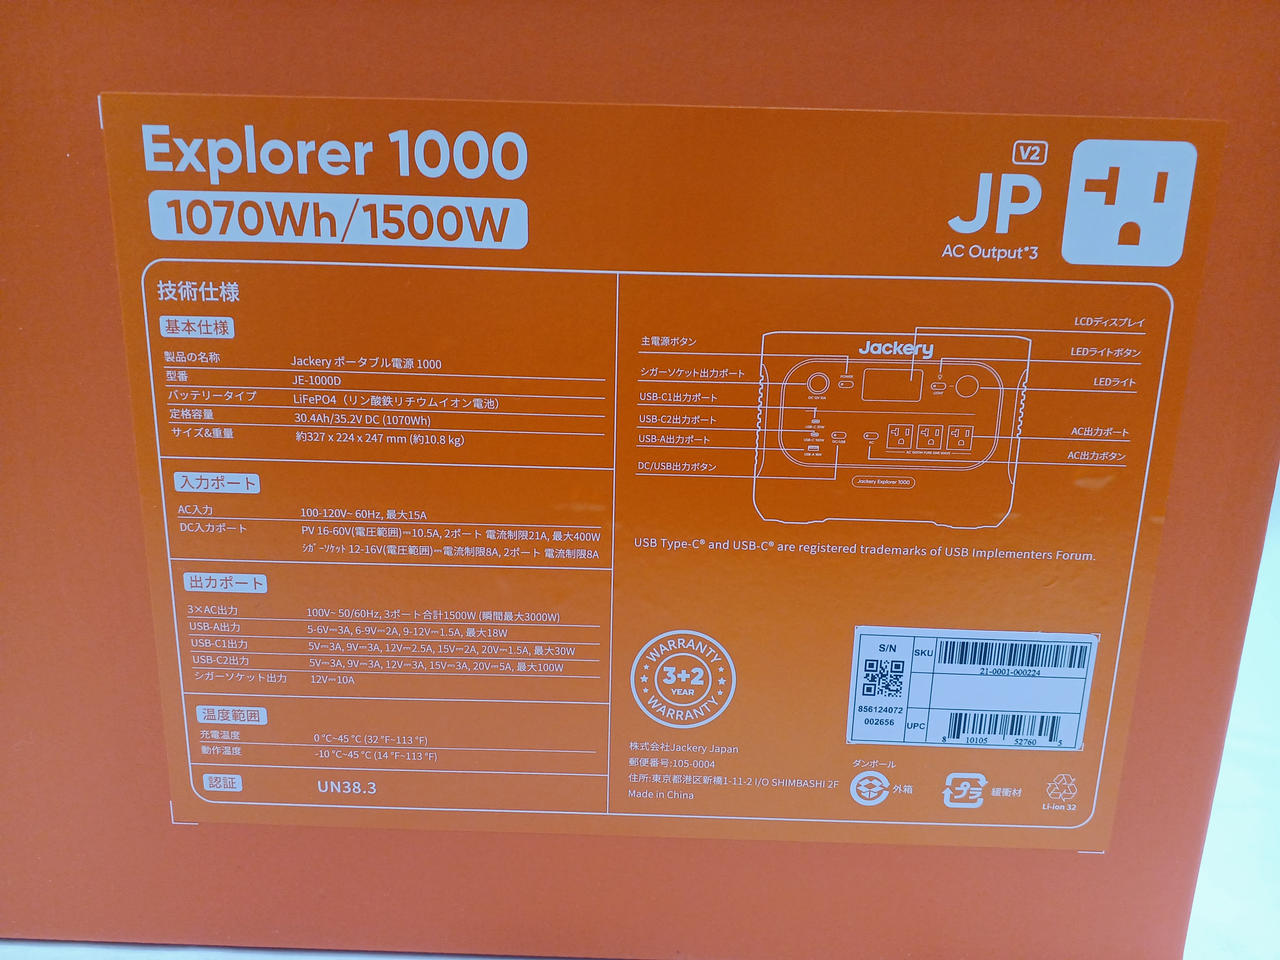 Explorer 1000
1070Wh/1500W
V2
JP
AC Output*3
技術仕様
基本仕様
製品の名称 Jackery ポータブル電源 1000
型番 JE-1000D
バッテリータイプ LiFePO4（リン酸鉄リチウムイオン電池）
定格容量 30.4Ah/35.2V DC (1070Wh)
サイズ&重量 約327 x 224 x 247 mm (約10.8 kg)
入力ポート
AC入力 100-120V~ 60Hz, 最大15A
DC入力ポート PV 16-60V(電圧範囲)⎓10.5A, 2ポート 電流制限21A, 最大400W
ｼｶﾞｰｿｹｯﾄ 12-16V(電圧範囲)⎓電流制限8A, 2ポート 電流制限8A
出力ポート
3×AC出力 100V~ 50/60Hz, 3ポート合計1500W (瞬間最大3000W)
USB-A出力 5-6V⎓3A, 6-9V⎓2A, 9-12V⎓1.5A, 最大18W
USB-C1出力 5V⎓3A, 9V⎓3A, 12V⎓2.5A, 15V⎓2A, 20V⎓1.5A, 最大30W
USB-C2出力 5V⎓3A, 9V⎓3A, 12V⎓3A, 15V⎓3A, 20V⎓5A, 最大100W
シガーソケット出力 12V⎓10A
温度範囲
充電温度 0 °C~45 °C (32 °F~113 °F)
動作温度 -10 °C~45 °C (14 °F~113 °F)
認証 UN38.3
主電源ボタン
シガーソケット出力ポート
USB-C1出力ポート
USB-C2出力ポート
USB-A出力ポート
DC/USB出力ボタン
Jackery
POWER
LIGHT
DC 12V 10A
USB-C 30W
USB-C 100W
USB-A 18W
DC/USB
AC
AC 1500W PURE SINE WAVE
Jackery Explorer 1000
LCDディスプレイ
LEDライトボタン
LEDライト
AC出力ポート
AC出力ボタン
USB Type-C® and USB-C® are registered trademarks of USB Implementers Forum.
WARRANTY
3+2
YEAR
WARRANTY
S/N
856124072
002656
SKU
21-0001-000224
UPC
8 10105 52760 5
株式会社Jackery Japan
郵便番号:105-0004
住所:東京都港区新橋1-11-2 I/O SHIMBASHI 2F
Made in China
ダンボール
外箱
プラ
緩衝材
Li-ion 32